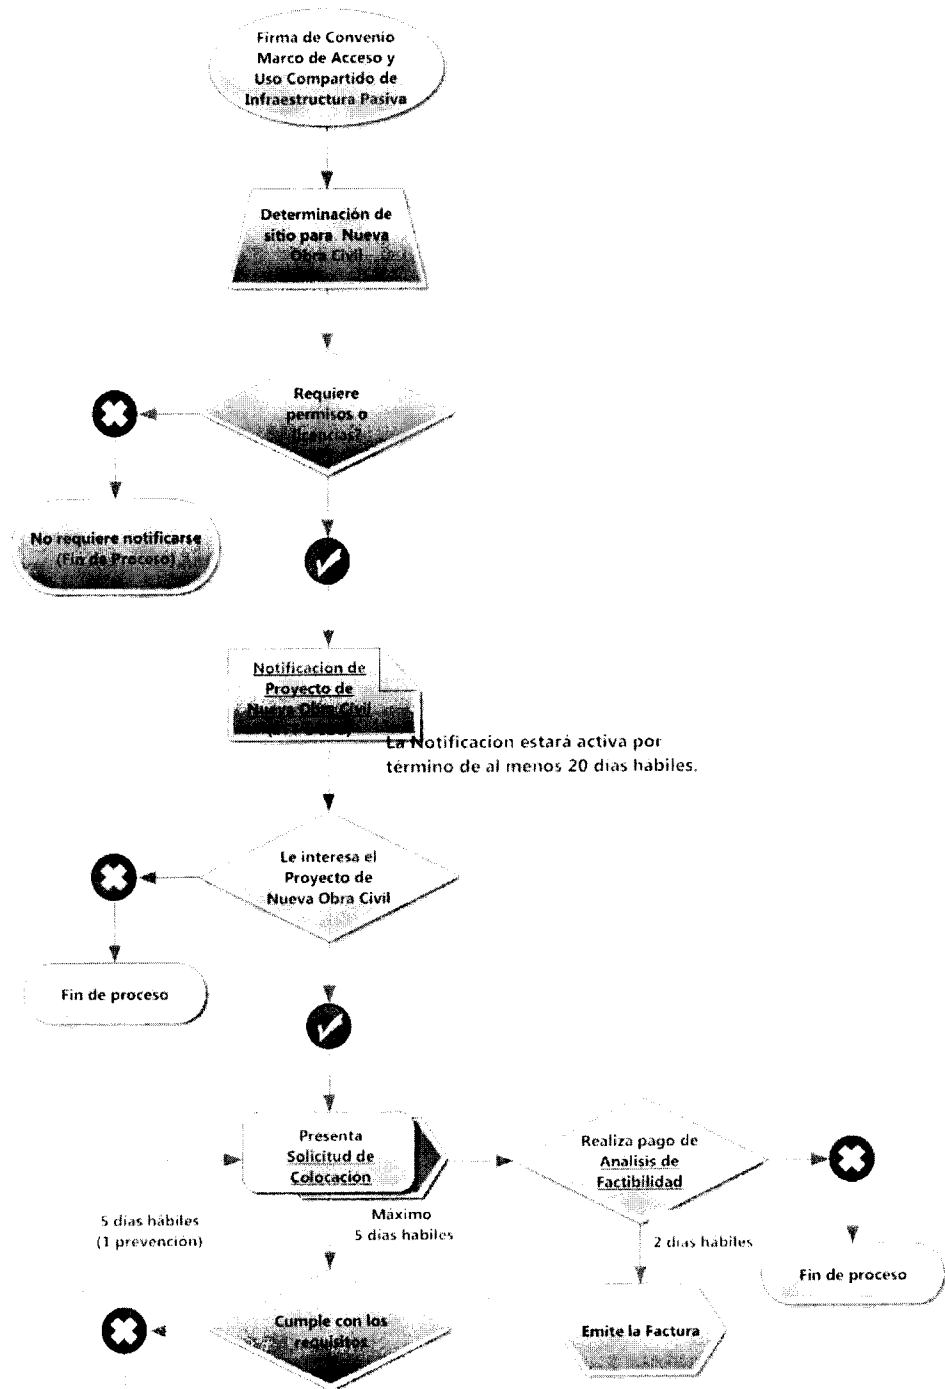 Firma de Convenio
Marco de Acceso y
Uso Compartido de
Infraestructura Pasiva
Determinación de
sitio para Nueva
Obra Civil
Requiere
permisos o
licencias?
No requiere notificarse
(Fin de Proceso)
Notificacion de
Proyecto de
Nueva Obra Civil
La Notificacion estará activa por
término de al menos 20 dias habiles.
Le interesa el
Proyecto de
Nueva Obra Civil
Fin de proceso
Presenta
Solicitud de
Colocación
Realiza pago de
Analisis de
Factibilidad
5 dias hábiles
(1 prevención)
Máximo
5 dias habiles
2 dias hábiles
Fin de proceso
Cumple con los
requisitos
Emite la Factura